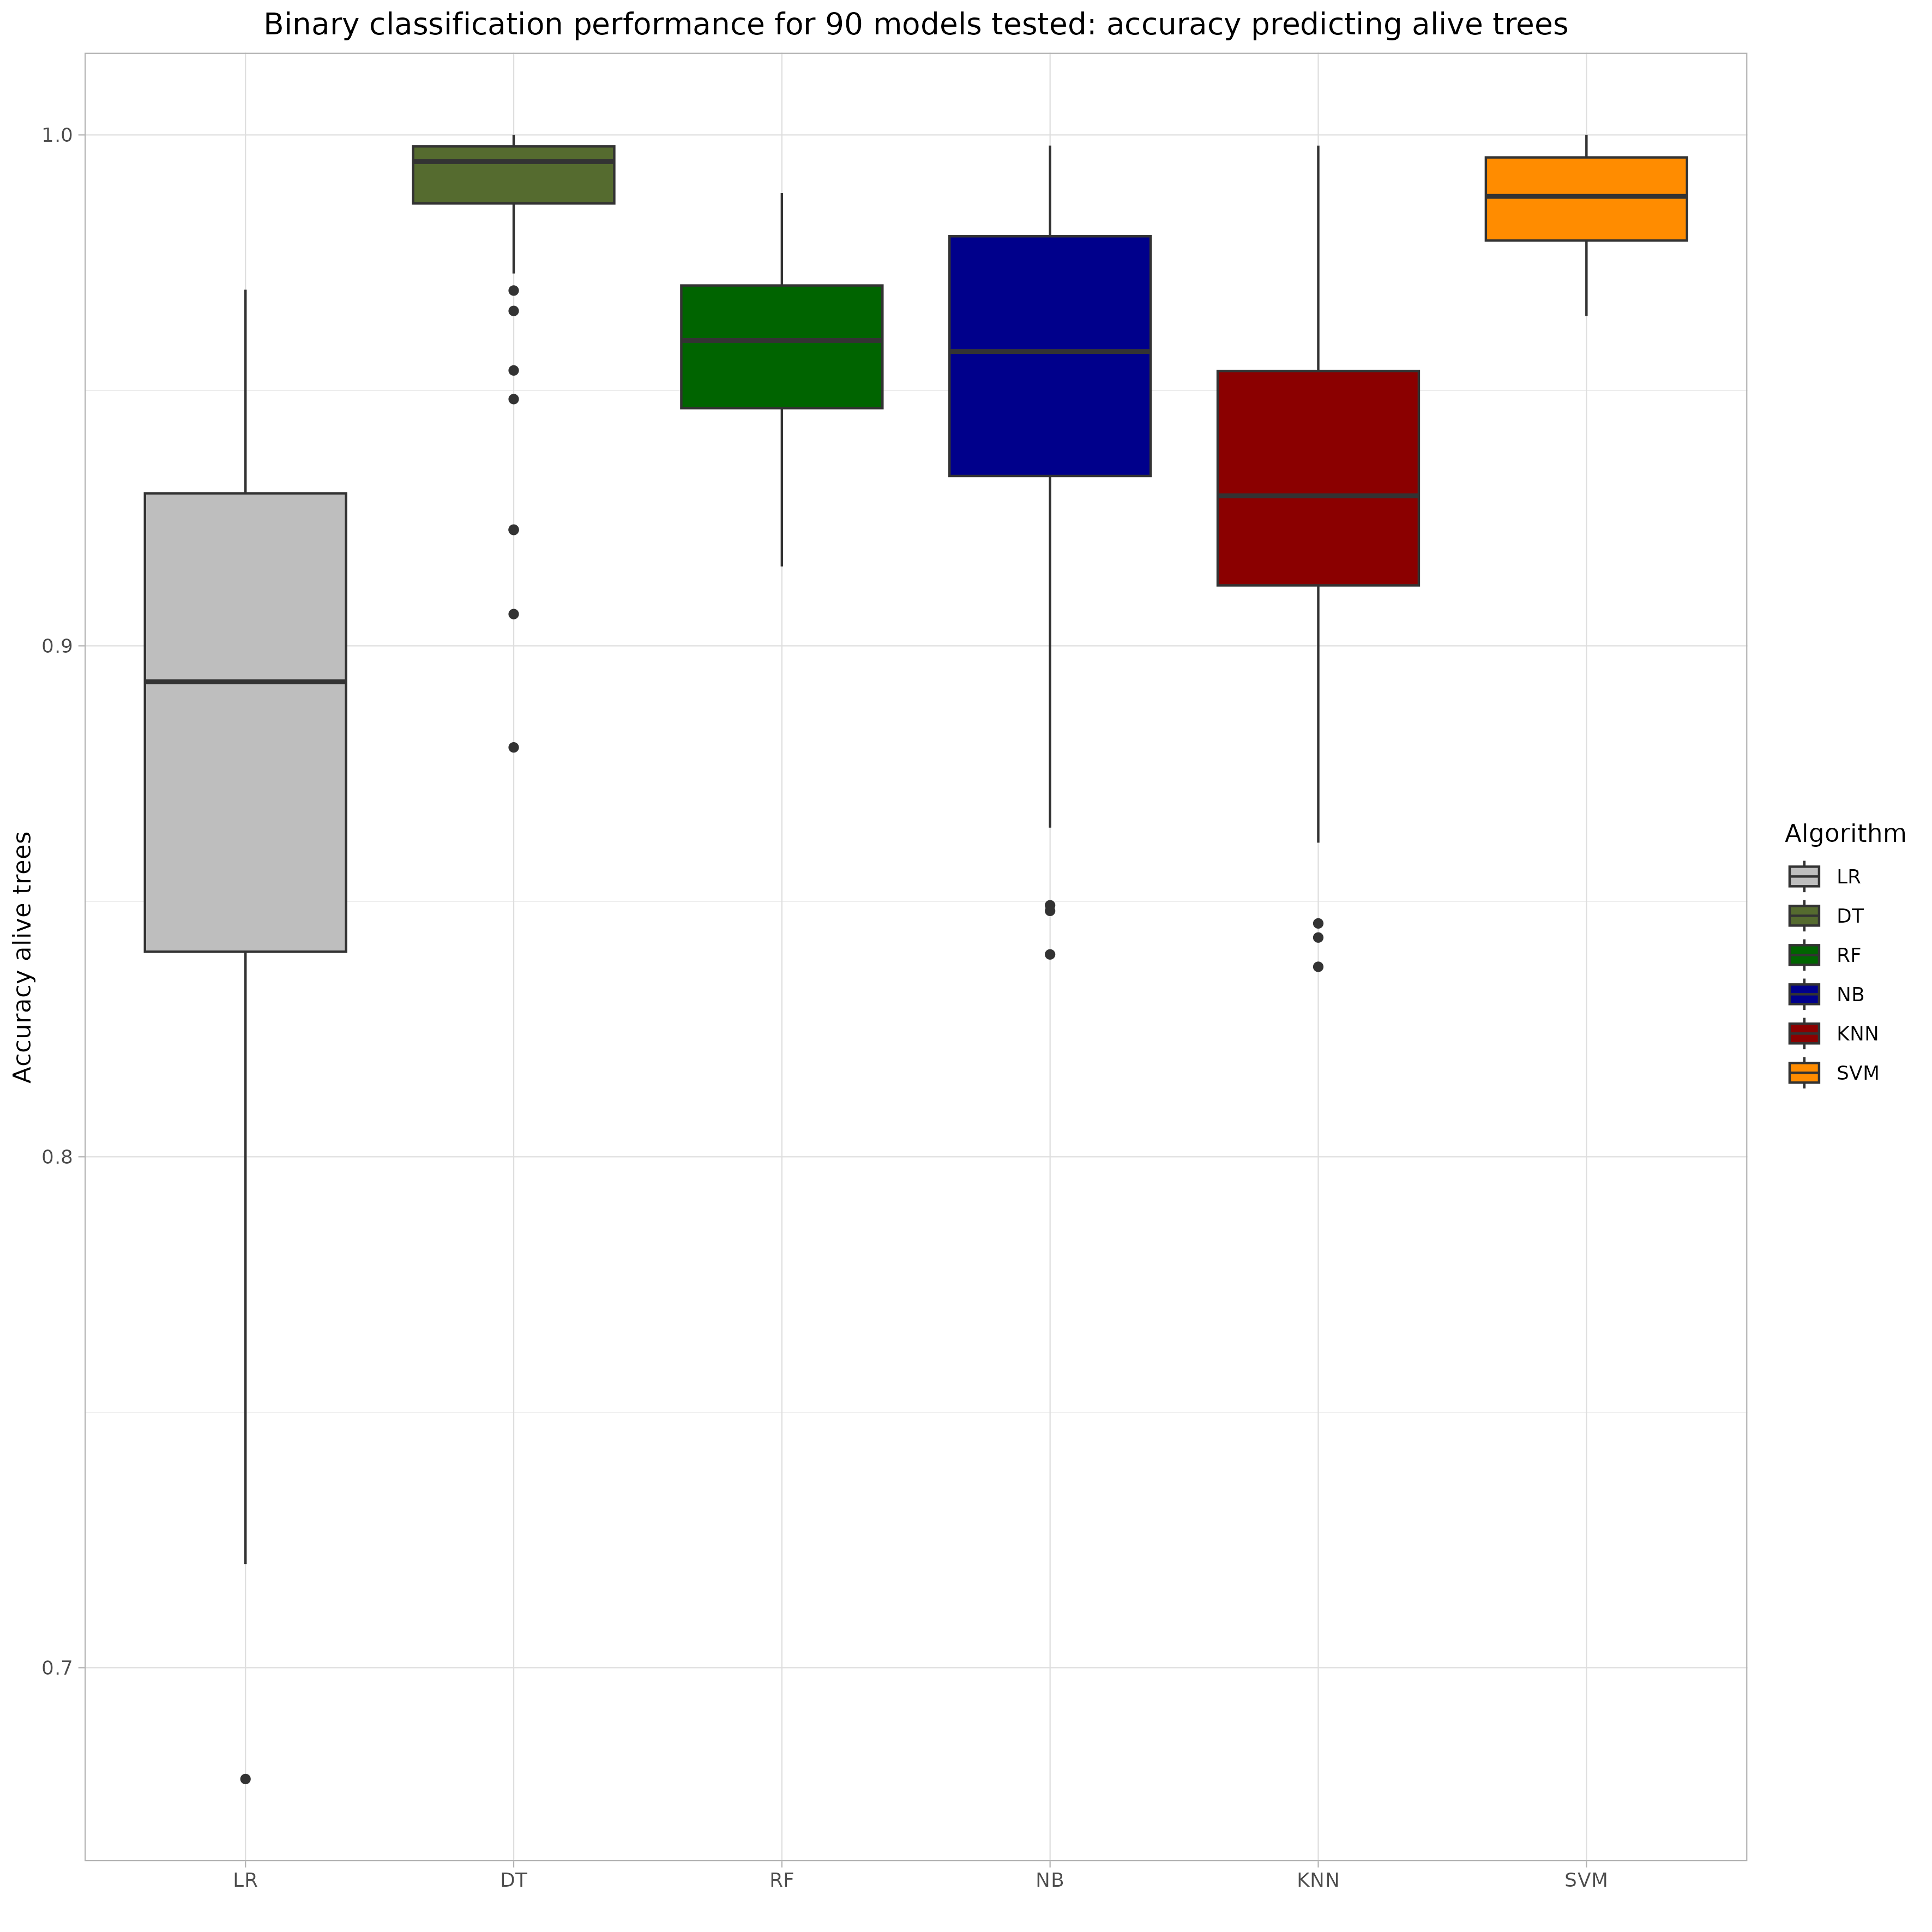 Binary classification performance for 90 models tested: accuracy predicting alive trees
Accuracy alive trees
1.0
0.9
0.8
0.7
LR
DT
RF
NB
KNN
SVM
Algorithm
LR
DT
RF
NB
KNN
SVM